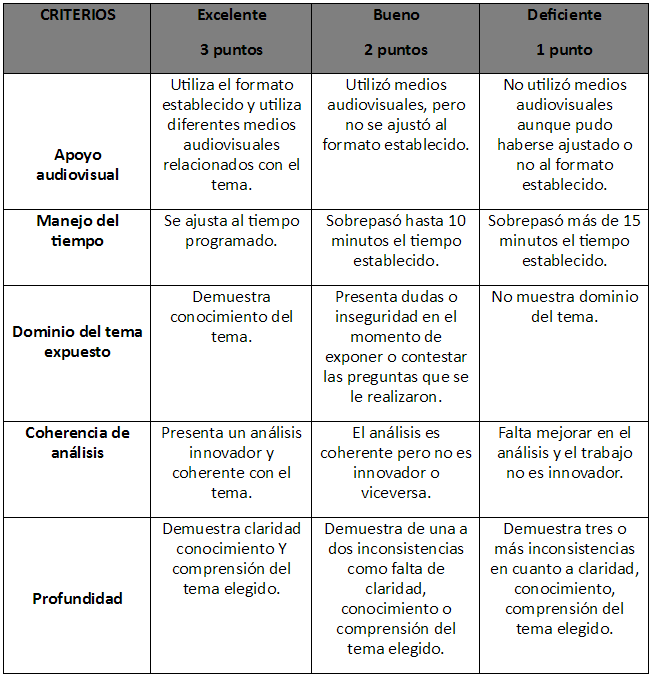 CRITERIOS
Excelente
3 puntos
Bueno
2 puntos
Deficiente
1 punto
Apoyo
audiovisual
Utiliza el formato
establecido y utiliza
diferentes medios
audiovisuales
relacionados con el
tema.
Utilizó medios
audiovisuales, pero
no se ajustó al
formato establecido.
No utilizó medios
audiovisuales
aunque pudo
haberse ajustado o
no al formato
establecido.
Manejo del
tiempo
Se ajusta al tiempo
programado.
Sobrepasó hasta 10
minutos el tiempo
establecido.
Sobrepasó más de 15
minutos el tiempo
establecido.
Dominio del tema
expuesto
Demuestra
conocimiento del
tema.
Presenta dudas o
inseguridad en el
momento de
exponer o contestar
las preguntas que se
le realizaron.
No muestra dominio
del tema.
Coherencia de
análisis
Presenta un análisis
innovador y
coherente con el
tema.
El análisis es
coherente pero no es
innovador o
viceversa.
Falta mejorar en el
análisis y el trabajo
no es innovador.
Profundidad
Demuestra claridad
conocimiento Y
comprensión del
tema elegido.
Demuestra de una a
dos inconsistencias
como falta de
claridad,
conocimiento o
comprensión del
tema elegido.
Demuestra tres o
más inconsistencias
en cuanto a claridad,
conocimiento,
comprensión del
tema elegido.